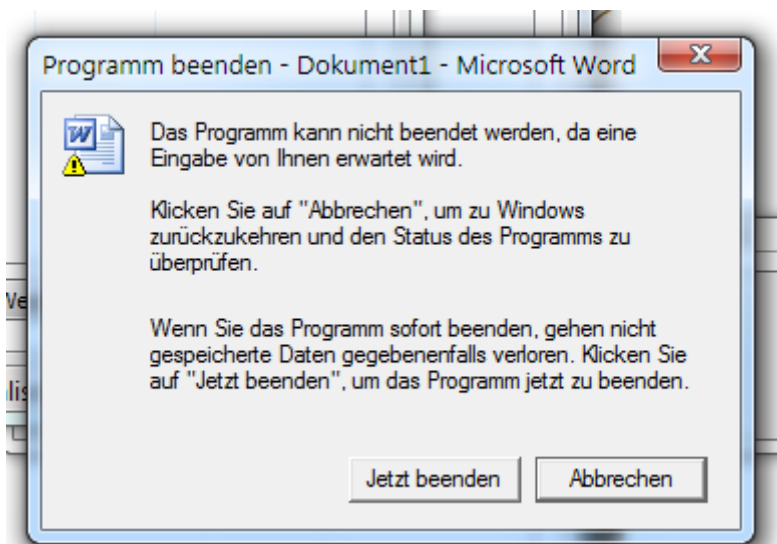 Programm beenden - Dokument1 - Microsoft Word
Das Programm kann nicht beendet werden, da eine
Eingabe von Ihnen erwartet wird.
Klicken Sie auf "Abbrechen", um zu Windows
zurückzukehren und den Status des Programms zu
überprüfen.
Wenn Sie das Programm sofort beenden, gehen nicht
gespeicherte Daten gegebenenfalls verloren. Klicken Sie
auf "Jetzt beenden", um das Programm jetzt zu beenden.
Jetzt beenden
Abbrechen